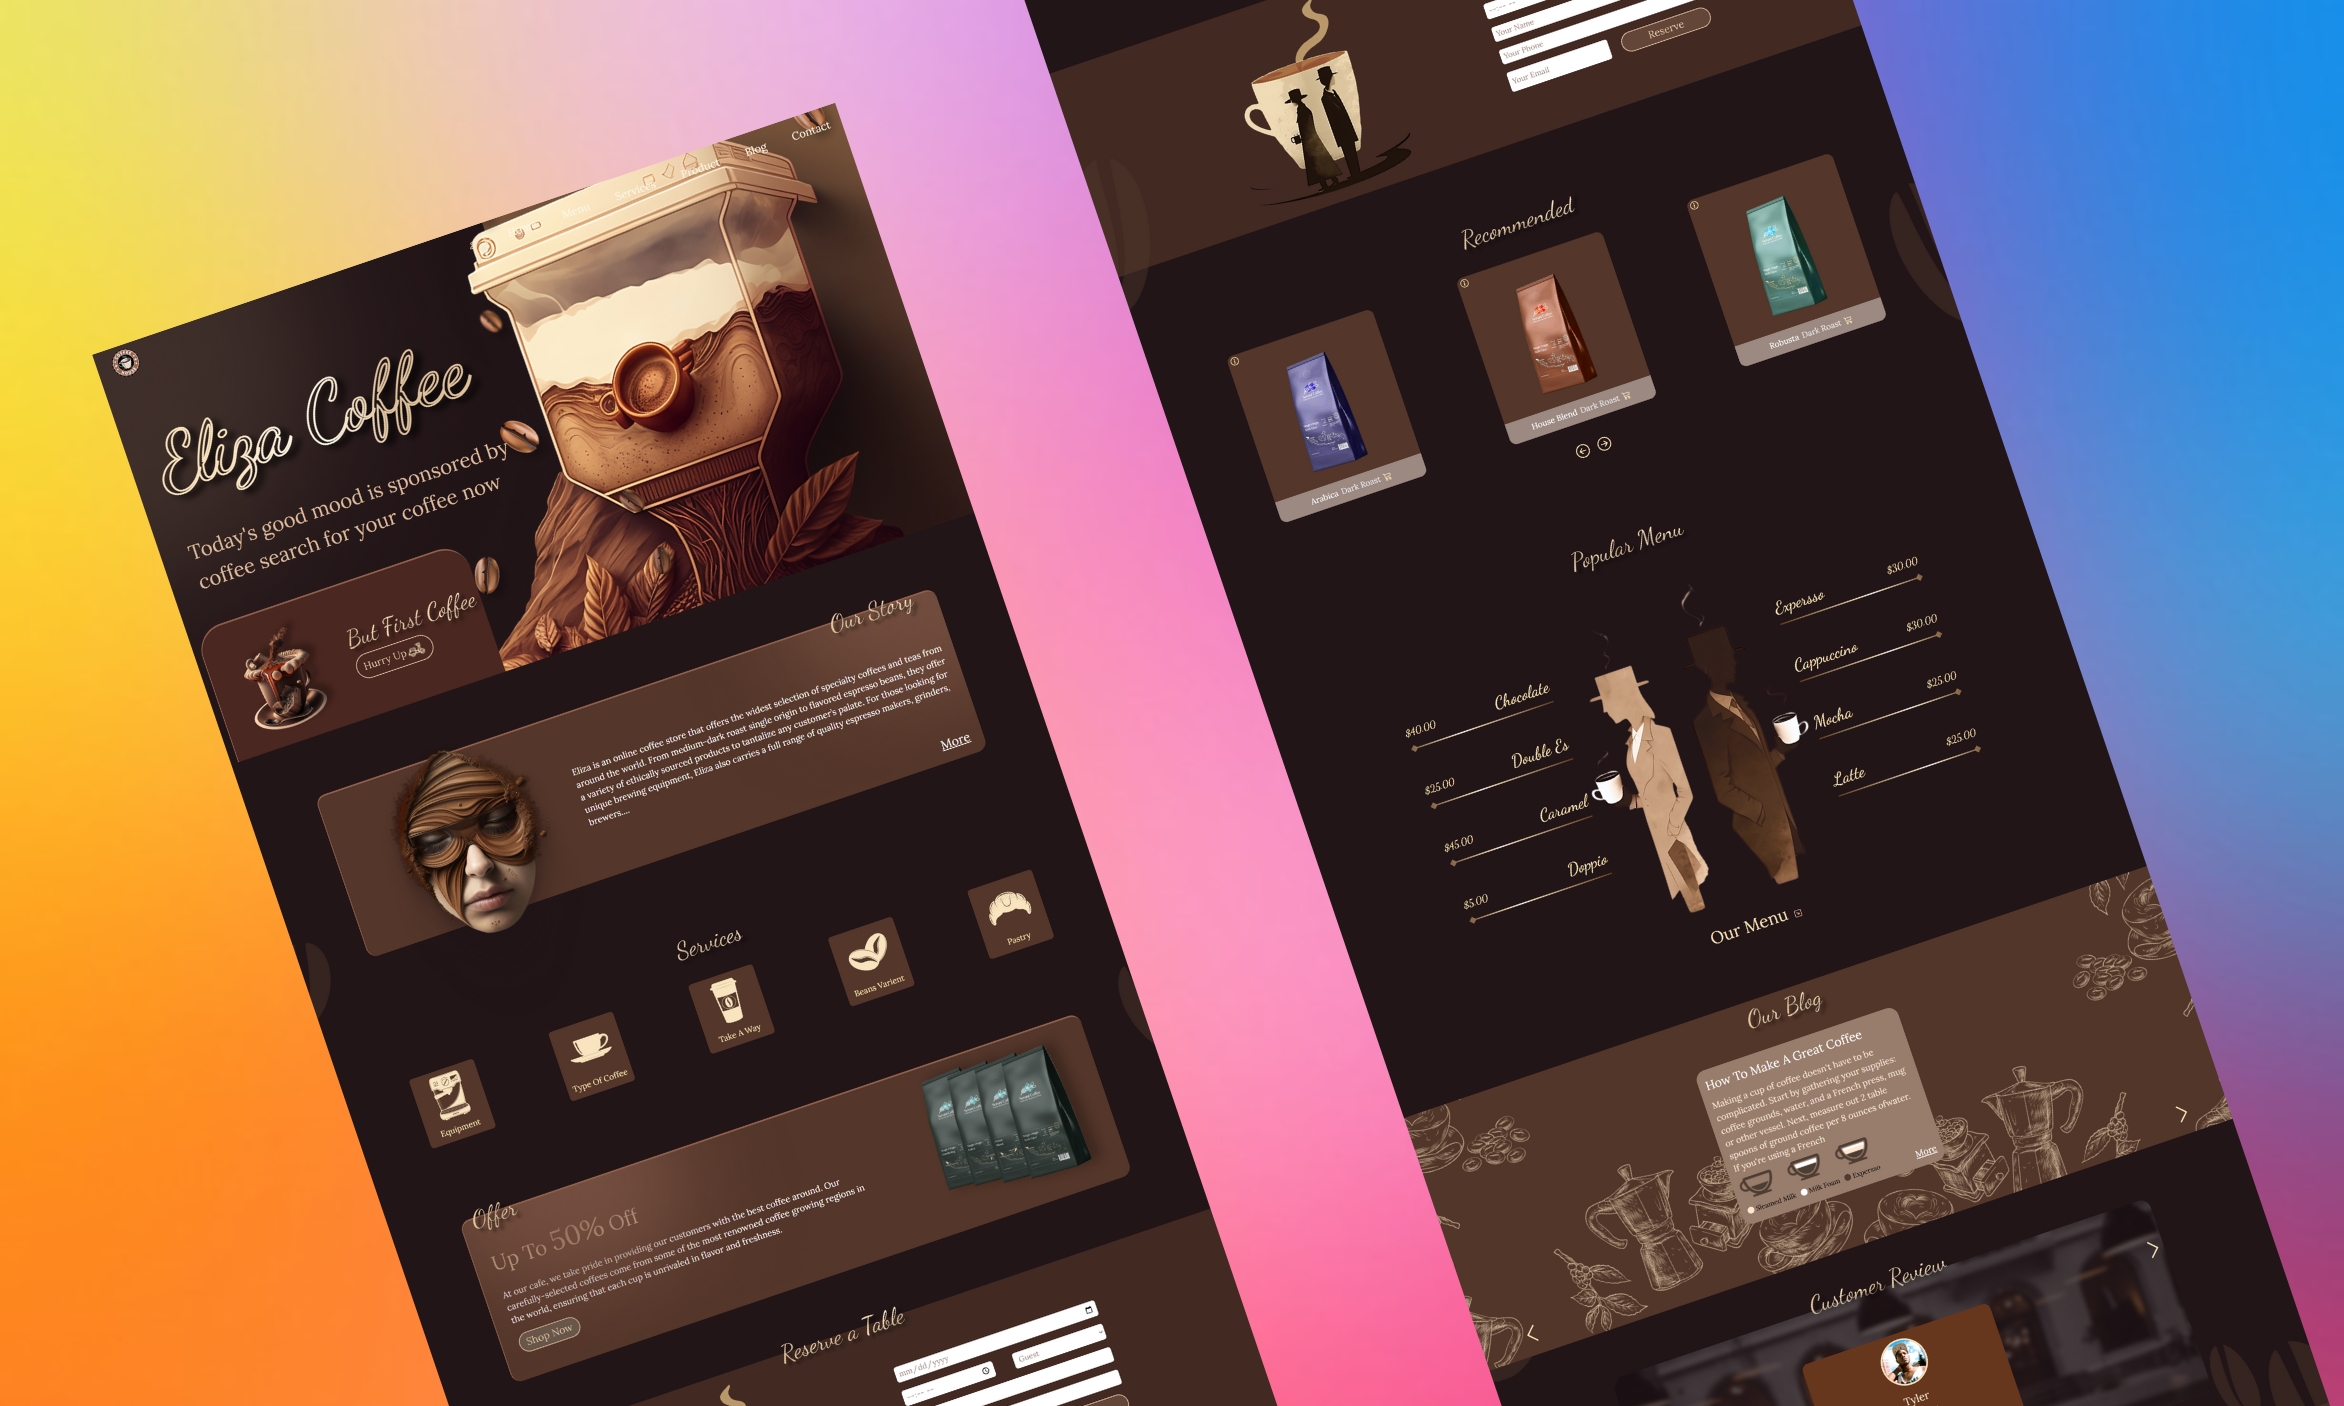 Menu
Services
Product
Blog
Contact
Eliza Coffee
Today's good mood is sponsored by
coffee search for your coffee now
But First Coffee
Hurry Up
Our Story
Eliza is an online coffee store that offers the widest selection of specialty coffees and teas from
around the world. From medium-dark roast single origin to flavored espresso beans, they offer
a variety of ethically sourced products to tantalize any customer's palate. For those looking for
unique brewing equipment, Eliza also carries a full range of quality espresso makers, grinders,
brewers....
More
Services
Equipment
Type Of Coffee
Take A Way
Beans Varient
Pastry
Offer
Up To 50% Off
At our cafe, we take pride in providing our customers with the best coffee around. Our
carefully-selected coffees come from some of the most renowned coffee growing regions in
the world, ensuring that each cup is unrivaled in flavor and freshness.
Shop Now
Reserve a Table
mm/dd/yyyy
Guest
Your Name
Your Phone
Your Email
Reserve
Recommended
Arabica Dark Roast
House Blend Dark Roast
Robusta Dark Roast
Popular Menu
Chocolate
$40.00
Double Es
$25.00
Caramel
$45.00
Doppio
$5.00
Expersso
$30.00
Cappuccino
$30.00
Mocha
$25.00
Latte
$25.00
Our Menu
Our Blog
How To Make A Great Coffee
Making a cup of coffee doesn't have to be
complicated. Start by gathering your supplies:
coffee grounds, water, and a French press, mug
or other vessel. Next, measure out 2 table
spoons of ground coffee per 8 ounces ofwater.
If you're using a French
More
Steamed Milk
Milk Foam
Expersso
Customer Review
Tyler